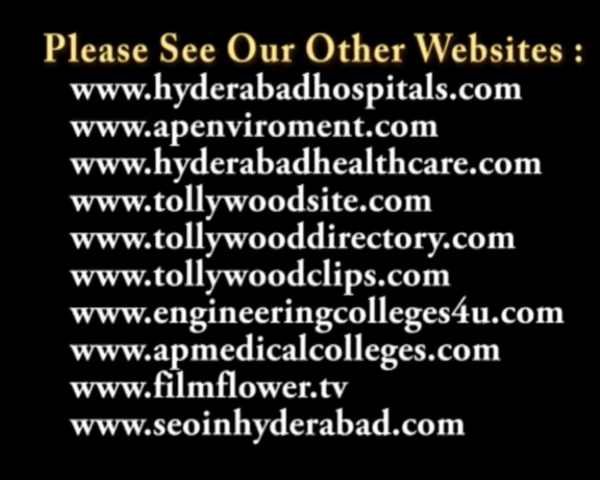 Please See Our Other Websites :
www.hyderabadhospitals.com
www.apenviroment.com
www.hyderabadhealthcare.com
www.tollywoodsite.com
www.tollywooddirectory.com
www.tollywoodclips.com
www.engineeringcolleges4u.com
www.apmedicalcolleges.com
www.filmflower.tv
www.seoinhyderabad.com